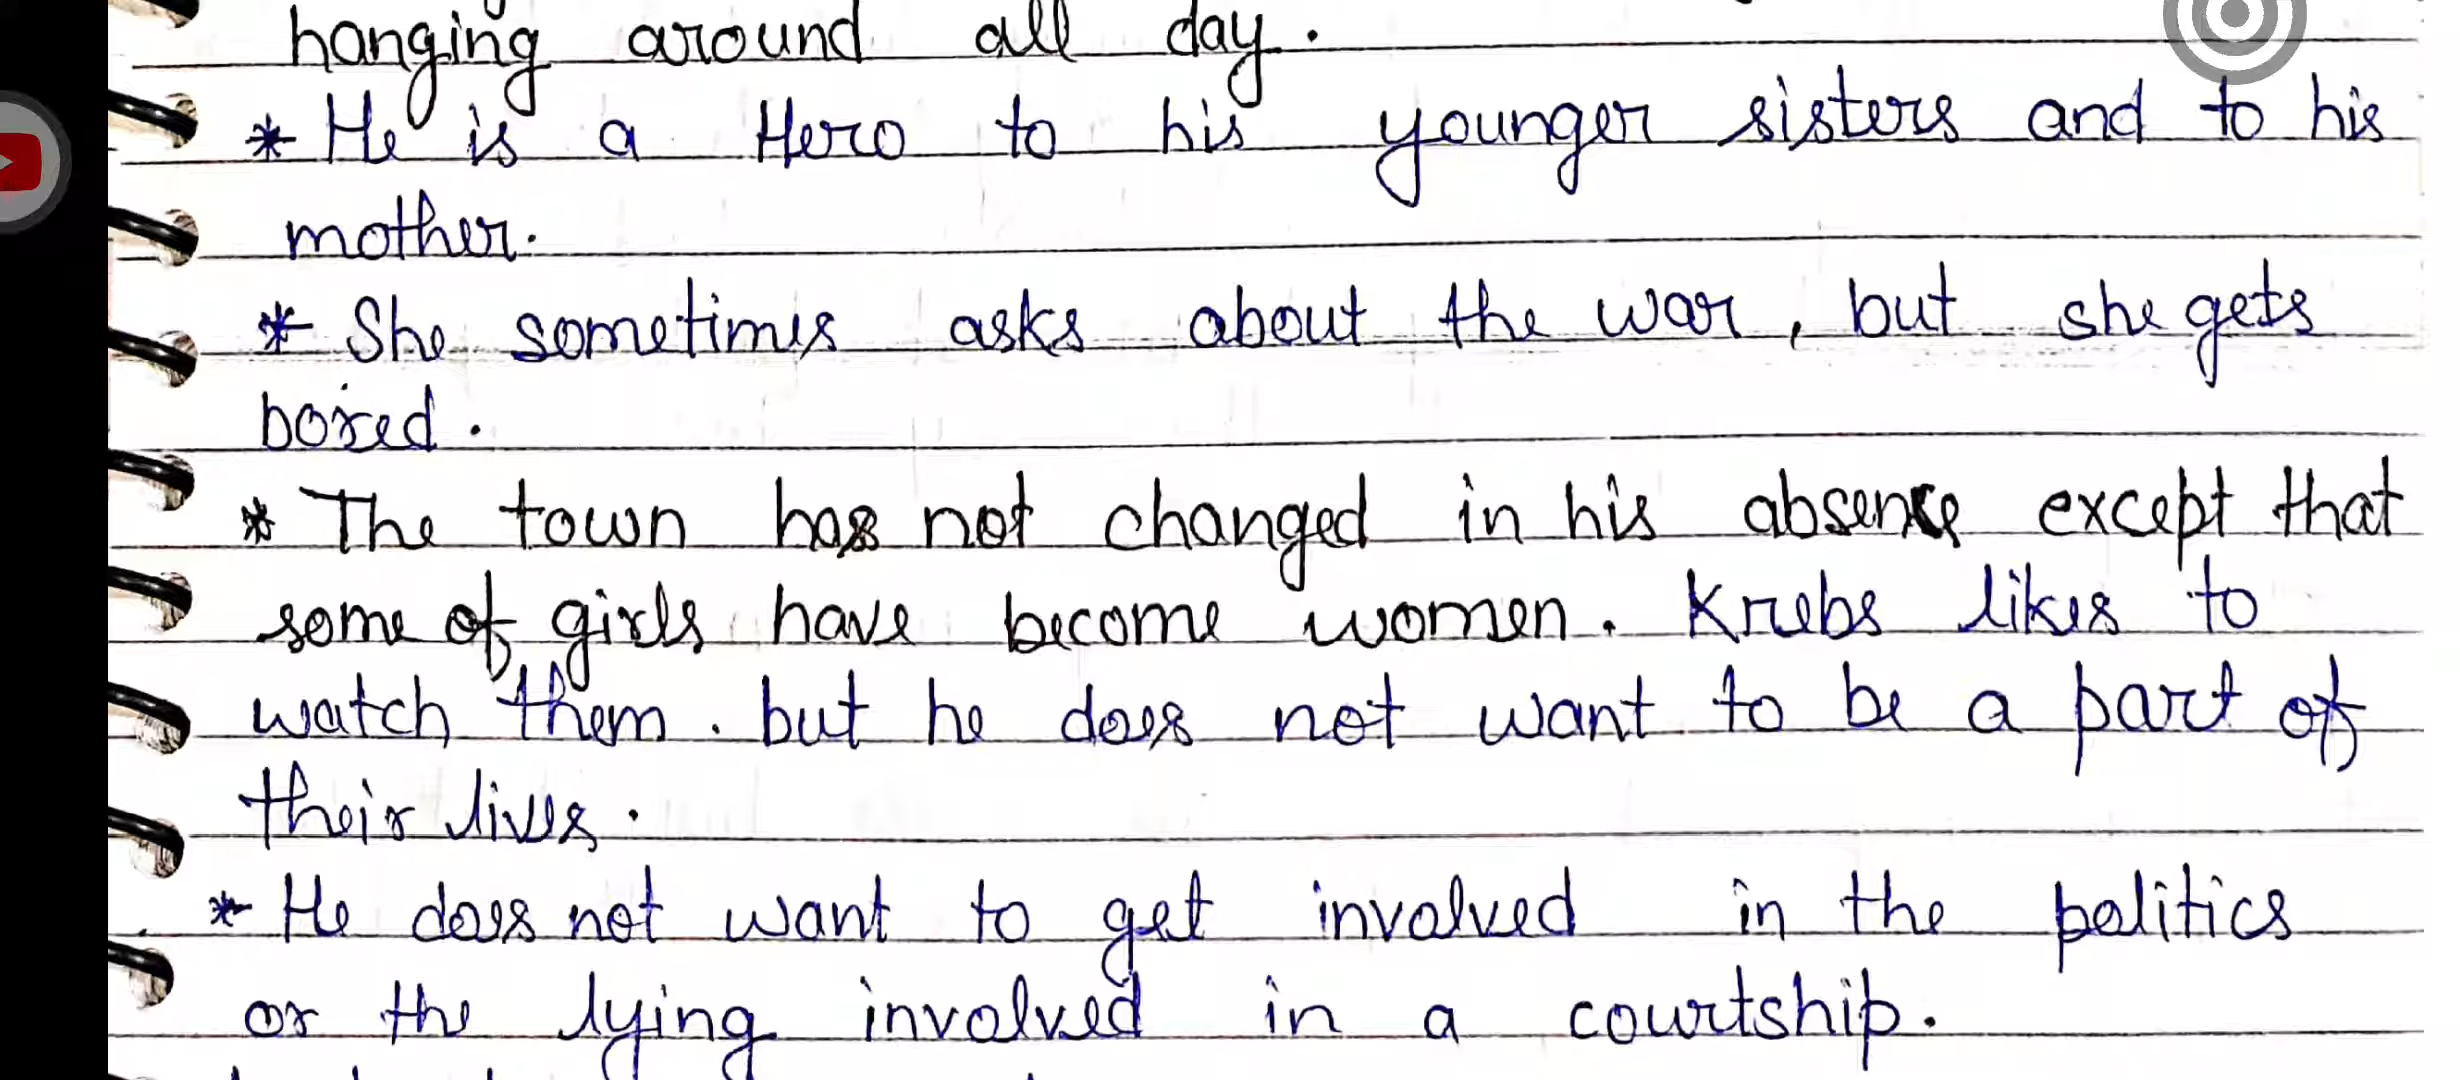 hanging around all day.
* He is a Hero to his younger sisters and to his
mother.
* She sometimes asks about the war, but she gets
bored.
* The town has not changed in his absence except that
some of girls have become women. Krebs likes to
watch them. but he does not want to be a part of
their lives.
* He does not want to get involved in the politics
or the lying involved in a courtship.